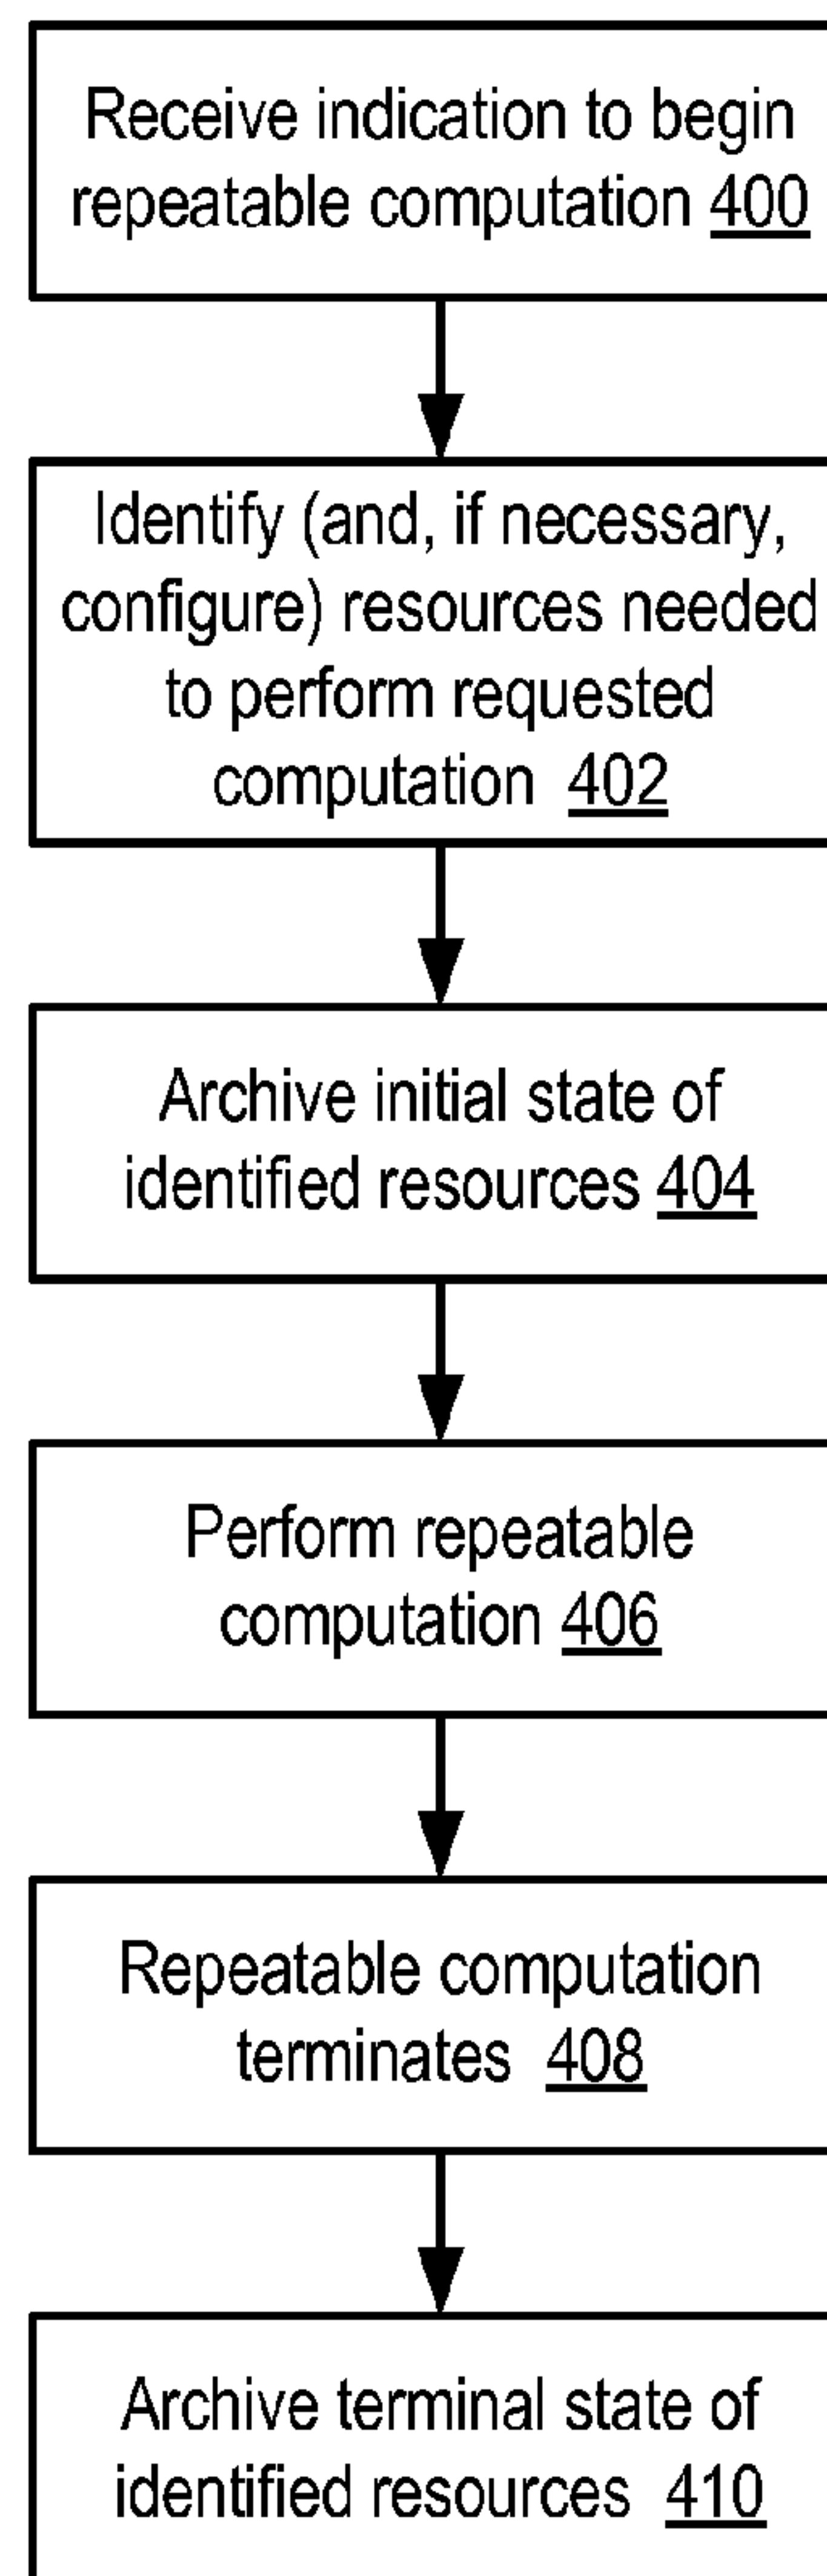 Receive indication to begin
repeatable computation 400
Identify (and, if necessary,
configure) resources needed
to perform requested
computation 402
Archive initial state of
identified resources 404
Perform repeatable
computation 406
Repeatable computation
terminates 408
Archive terminal state of
identified resources 410